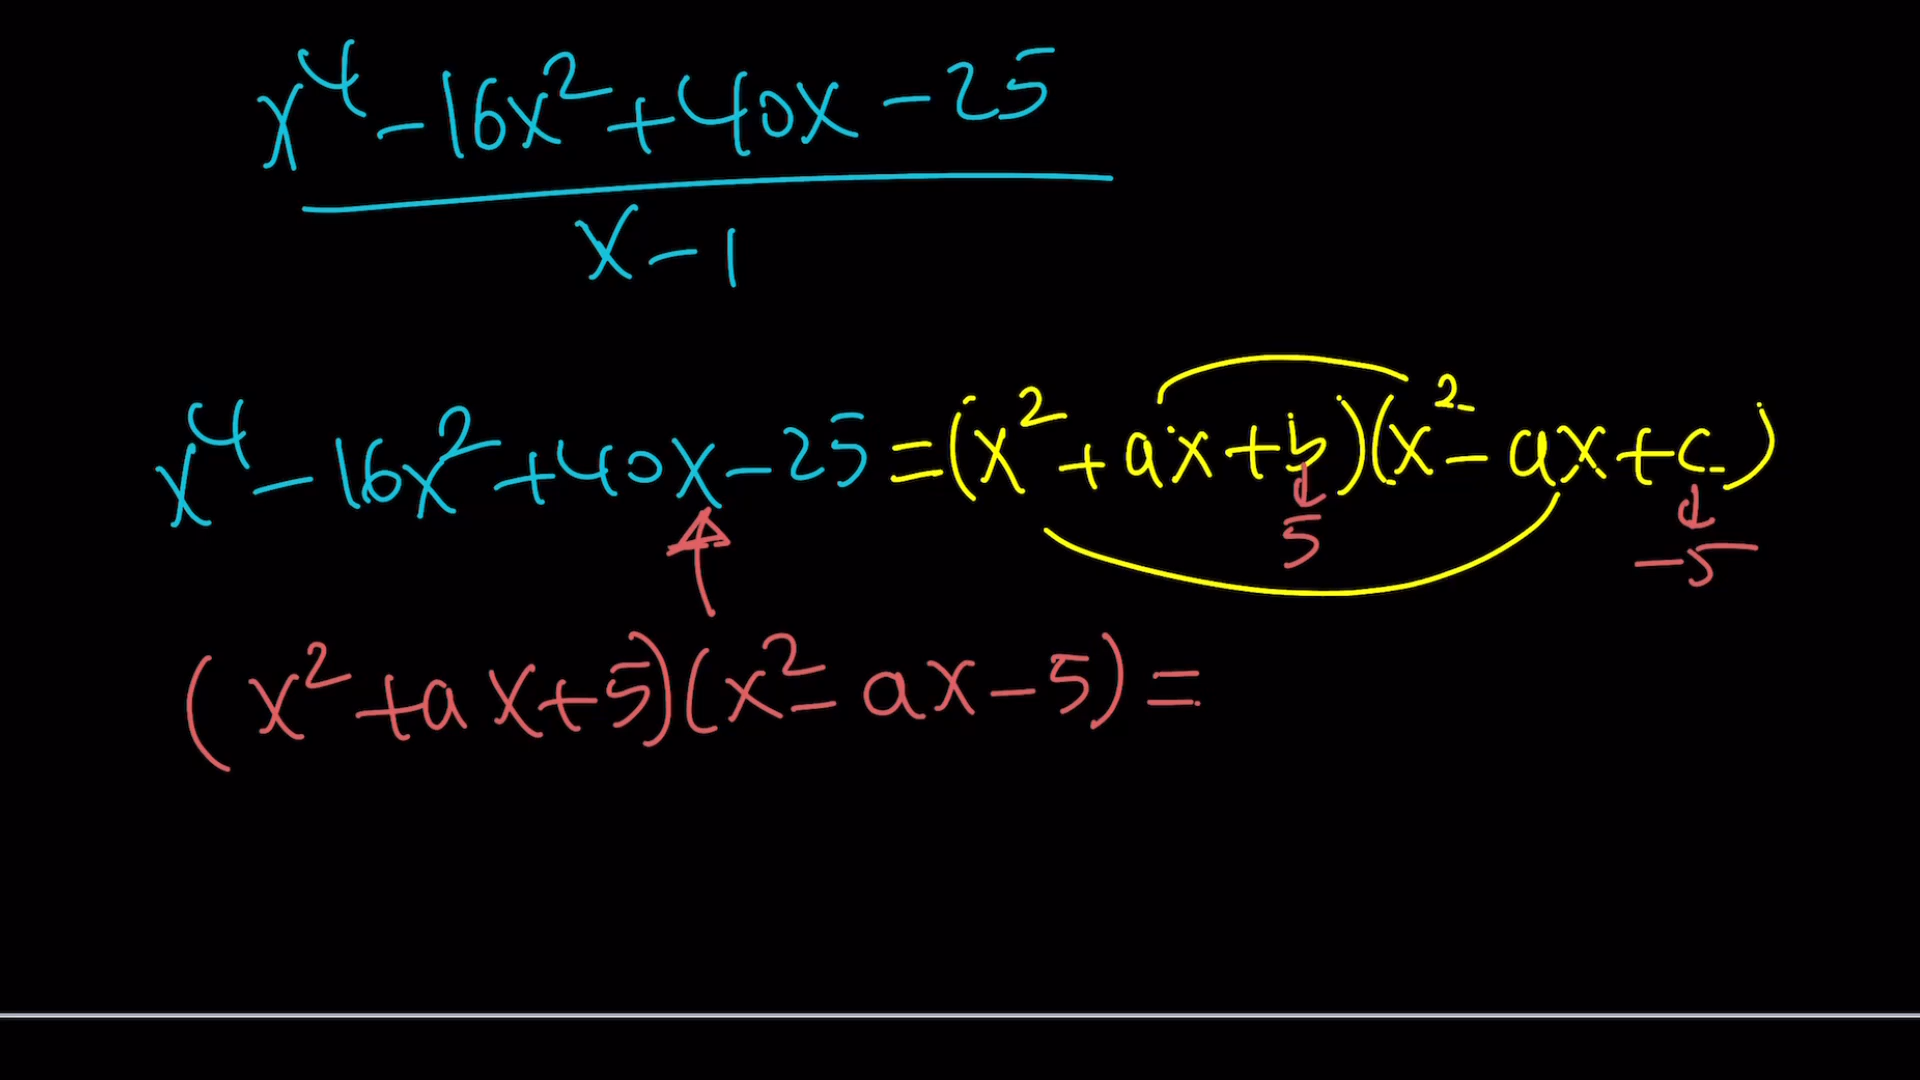 x⁴ - 16x² + 40x - 25
x - 1
x⁴ - 16x² + 40x - 25 = (x² + ax + b)(x² - ax + c)
5 -5
(x² + ax + 5)(x² - ax - 5) =